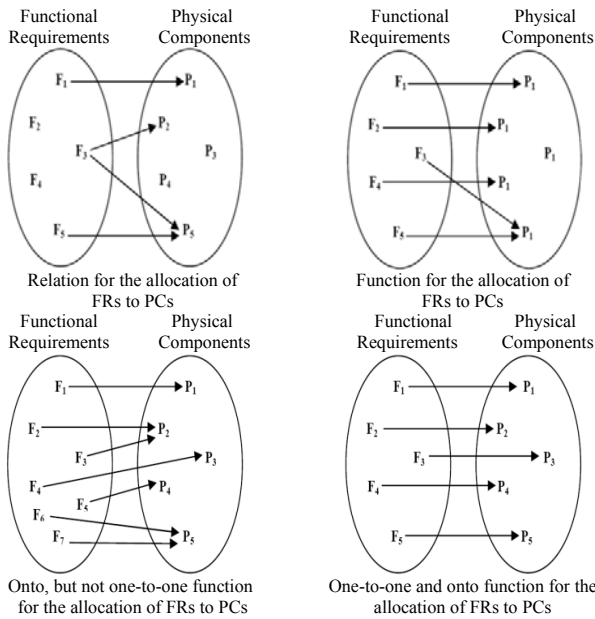 Functional Requirements
Physical Components
F1
P1
F2
P2
F3
P3
F4
P4
F5
P5
Relation for the allocation of
FRs to PCs
Functional Requirements
Physical Components
F1
P1
F2
P1
F3
P1
F4
P1
F5
P1
Function for the allocation of
FRs to PCs
Functional Requirements
Physical Components
F1
P1
F2
P2
F3
P3
F4
P4
F5
F6
F7
P5
Onto, but not one-to-one function
for the allocation of FRs to PCs
Functional Requirements
Physical Components
F1
P1
F2
P2
F3
P3
F4
P4
F5
P5
One-to-one and onto function for the
allocation of FRs to PCs